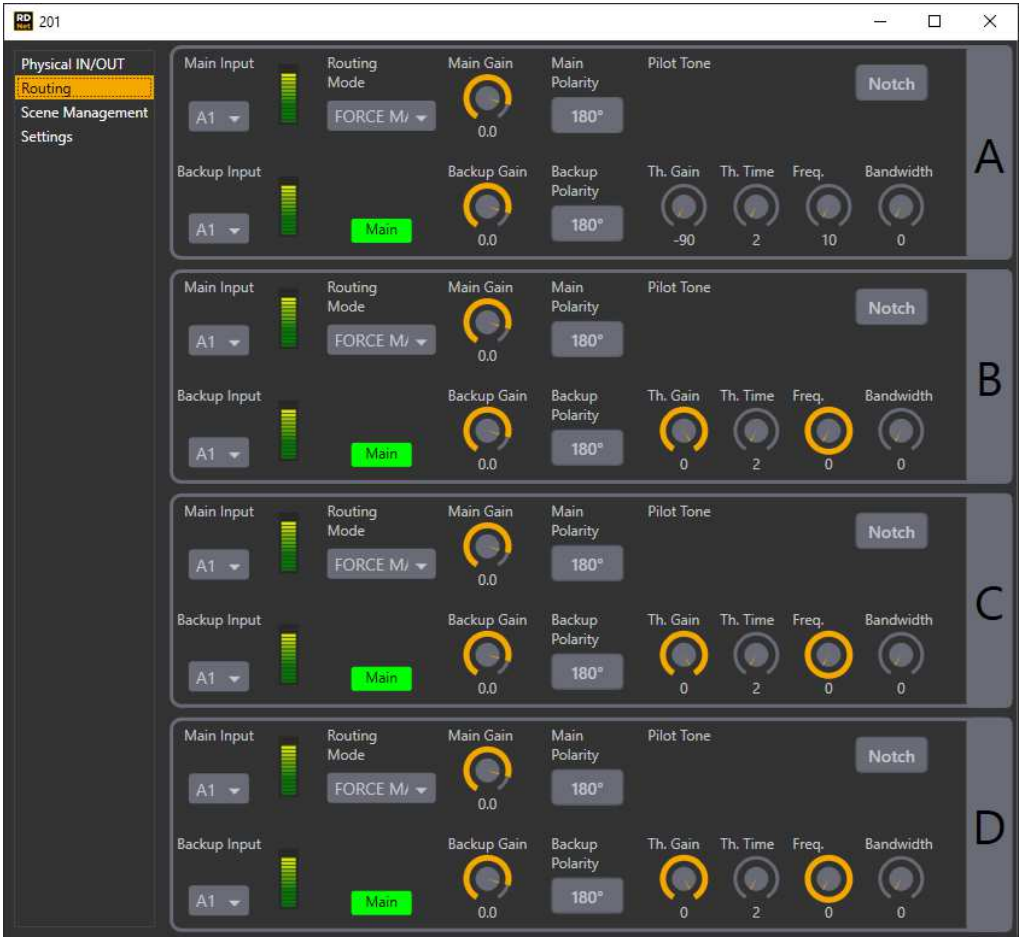 RD Net 201
Physical IN/OUT
Routing
Scene Management
Settings
Main Input Routing Mode Main Gain Main Polarity Pilot Tone
A1 FORCE MA 0.0 180° Notch
Backup Input Backup Gain Backup Polarity Th. Gain Th. Time Freq. Bandwidth
A1 Main 0.0 180° -90 2 10 0
A
Main Input Routing Mode Main Gain Main Polarity Pilot Tone
A1 FORCE MA 0.0 180° Notch
Backup Input Backup Gain Backup Polarity Th. Gain Th. Time Freq. Bandwidth
A1 Main 0.0 180° 0 2 0 0
B
Main Input Routing Mode Main Gain Main Polarity Pilot Tone
A1 FORCE MA 0.0 180° Notch
Backup Input Backup Gain Backup Polarity Th. Gain Th. Time Freq. Bandwidth
A1 Main 0.0 180° 0 2 0 0
C
Main Input Routing Mode Main Gain Main Polarity Pilot Tone
A1 FORCE MA 0.0 180° Notch
Backup Input Backup Gain Backup Polarity Th. Gain Th. Time Freq. Bandwidth
A1 Main 0.0 180° 0 2 0 0
D